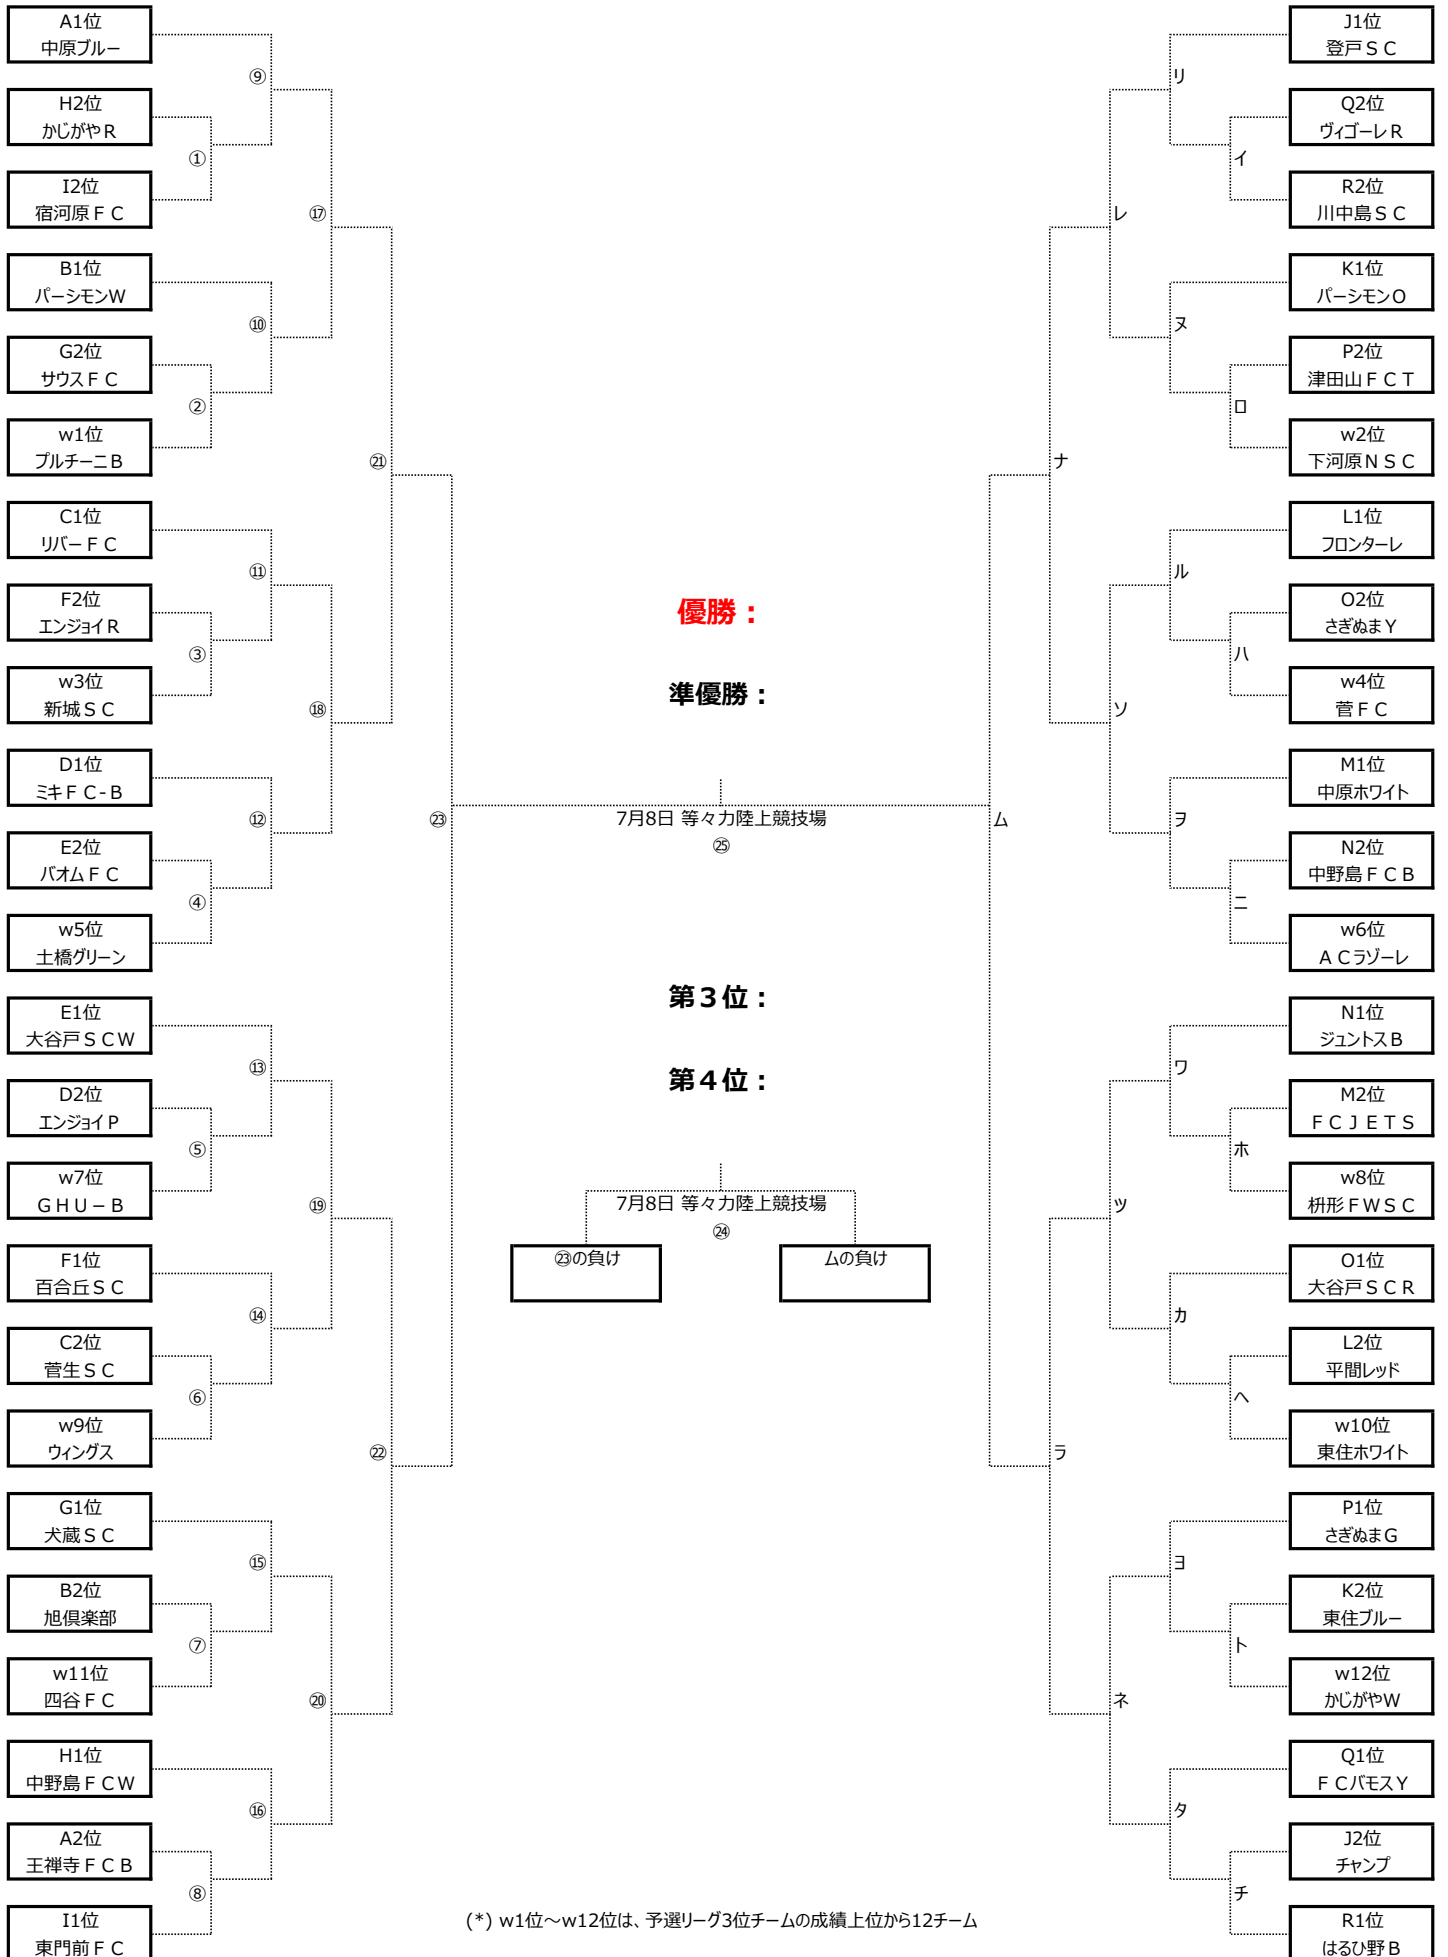 A1位
中原ブルー
⑨
H2位
かじがやＲ
①
I2位
宿河原ＦＣ
⑰
B1位
パーシモンW
⑩
G2位
サウスＦＣ
②
w1位
プルチーニＢ
㉑
C1位
リバーＦＣ
⑪
F2位
エンジョイＲ
③
w3位
新城ＳＣ
⑱
D1位
ミキＦＣ-Ｂ
⑫
E2位
バオムＦＣ
④
w5位
土橋グリーン
㉓
E1位
大谷戸ＳＣＷ
⑬
D2位
エンジョイＰ
⑤
w7位
ＧＨＵ－Ｂ
⑲
F1位
百合丘ＳＣ
⑭
C2位
菅生ＳＣ
⑥
w9位
ウィングス
㉒
G1位
犬蔵ＳＣ
⑮
B2位
旭倶楽部
⑦
w11位
四谷ＦＣ
⑳
H1位
中野島ＦＣＷ
⑯
A2位
王禅寺ＦＣＢ
⑧
I1位
東門前ＦＣ
優勝：
準優勝：
7月8日 等々力陸上競技場
㉕
第３位：
第４位：
7月8日 等々力陸上競技場
㉔
㉓の負け
ムの負け
(*) w1位～w12位は、予選リーグ3位チームの成績上位から12チーム
J1位
登戸ＳＣ
リ
Q2位
ヴィゴーレＲ
イ
R2位
川中島ＳＣ
レ
K1位
パーシモンＯ
ヌ
P2位
津田山ＦＣＴ
ロ
w2位
下河原ＮＳＣ
ナ
L1位
フロンターレ
ル
O2位
さぎぬまＹ
ハ
w4位
菅ＦＣ
ソ
M1位
中原ホワイト
ヲ
N2位
中野島ＦＣＢ
ニ
w6位
ＡＣラゾーレ
ム
N1位
ジュントスＢ
ワ
M2位
ＦＣＪＥＴＳ
ホ
w8位
枡形ＦＷＳＣ
ツ
O1位
大谷戸ＳＣＲ
カ
L2位
平間レッド
ヘ
w10位
東住ホワイト
ラ
P1位
さぎぬまＧ
ヨ
K2位
東住ブルー
ト
w12位
かじがやW
ネ
Q1位
ＦＣバモスＹ
タ
J2位
チャンプ
チ
R1位
はるひ野Ｂ